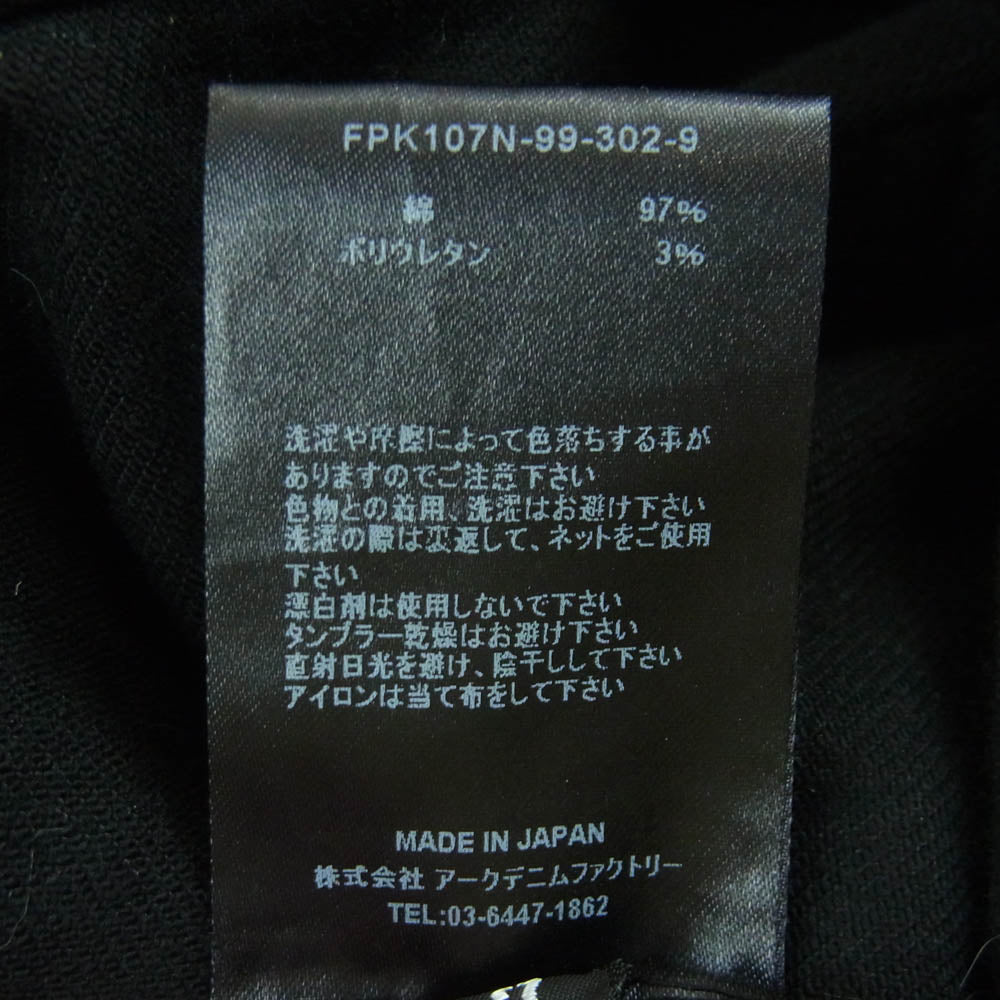 FPK107N-99-302-9
綿 97%
ポリウレタン 3%
洗濯や摩擦によって色落ちする事が
ありますのでご注意下さい
色物との着用、洗濯はお避け下さい
洗濯の際は裏返して、ネットをご使用
下さい
漂白剤は使用しないで下さい
タンブラー乾燥はお避け下さい
直射日光を避け、陰干しして下さい
アイロンは当て布をして下さい
MADE IN JAPAN
株式会社 アークデニムファクトリー
TEL:03-6447-1862